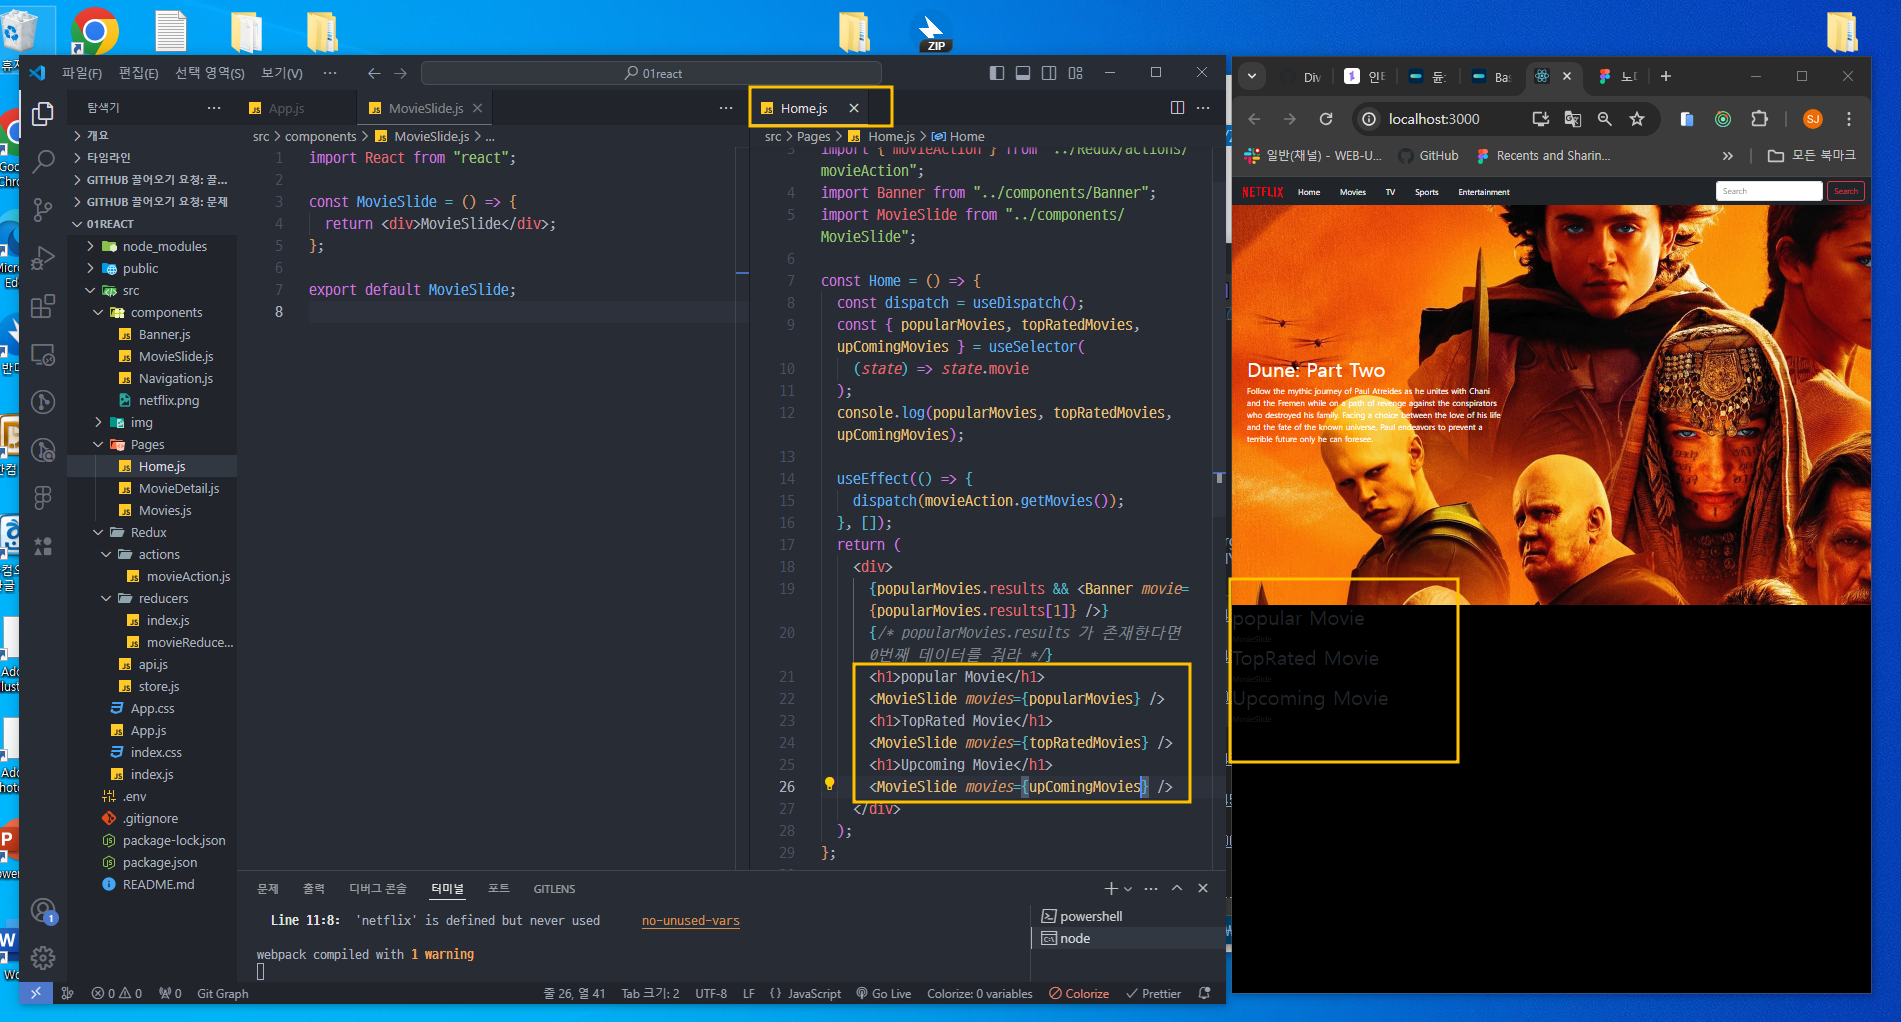 ZIP
파일(F) 편집(E) 선택 영역(S) 보기(V) ...
01react
탐색기 ...
개요
타임라인
GITHUB 끌어오기 요청: 끌...
GITHUB 끌어오기 요청: 문제
01REACT
node_modules
public
src
components
Banner.js
MovieSlide.js
Navigation.js
netflix.png
img
Pages
Home.js
MovieDetail.js
Movies.js
Redux
actions
movieAction.js
reducers
index.js
movieReduce...
api.js
store.js
App.css
App.js
index.css
index.js
.env
.gitignore
package-lock.json
package.json
README.md
App.js
MovieSlide.js
src > components > MovieSlide.js > ...
1 import React from "react";
2
3 const MovieSlide = () => {
4 return <div>MovieSlide</div>;
5 };
6
7 export default MovieSlide;
8
Home.js
src > Pages > Home.js > Home
3 import { movieAction } from "../Redux/actions/
movieAction";
4 import Banner from "../components/Banner";
5 import MovieSlide from "../components/
MovieSlide";
6
7 const Home = () => {
8 const dispatch = useDispatch();
9 const { popularMovies, topRatedMovies,
upComingMovies } = useSelector(
10 (state) => state.movie
11 );
12 console.log(popularMovies, topRatedMovies,
upComingMovies);
13
14 useEffect(() => {
15 dispatch(movieAction.getMovies());
16 }, []);
17 return (
18 <div>
19 {popularMovies.results && <Banner movie=
{popularMovies.results[1]} />}
20 {/* popularMovies.results 가 존재한다면
0번째 데이터를 줘라 */}
21 <h1>popular Movie</h1>
22 <MovieSlide movies={popularMovies} />
23 <h1>TopRated Movie</h1>
24 <MovieSlide movies={topRatedMovies} />
25 <h1>Upcoming Movie</h1>
26 <MovieSlide movies={upComingMovies} />
27 </div>
28 );
29 };
문제 출력 디버그 콘솔 터미널 포트 GITLENS
Line 11:8: 'netflix' is defined but never used no-unused-vars
webpack compiled with 1 warning
powershell
node
1
0 0 0 Git Graph
줄 26, 열 41 Tab 크기: 2 UTF-8 LF {} JavaScript Go Live Colorize: 0 variables Colorize Prettier
Div 인 듄: Ba 노
localhost:3000
SJ
일반(채널) - WEB-U... GitHub Recents and Sharin... 모든 북마크
NETFLIX Home Movies TV Sports Entertainment Search Search
Dune: Part Two
Follow the mythic journey of Paul Atreides as he unites with Chani
and the Fremen while on a path of revenge against the conspirators
who destroyed his family. Facing a choice between the love of his life
and the fate of the known universe, Paul endeavors to prevent a
terrible future only he can foresee.
popular Movie
MovieSlide
TopRated Movie
MovieSlide
Upcoming Movie
MovieSlide